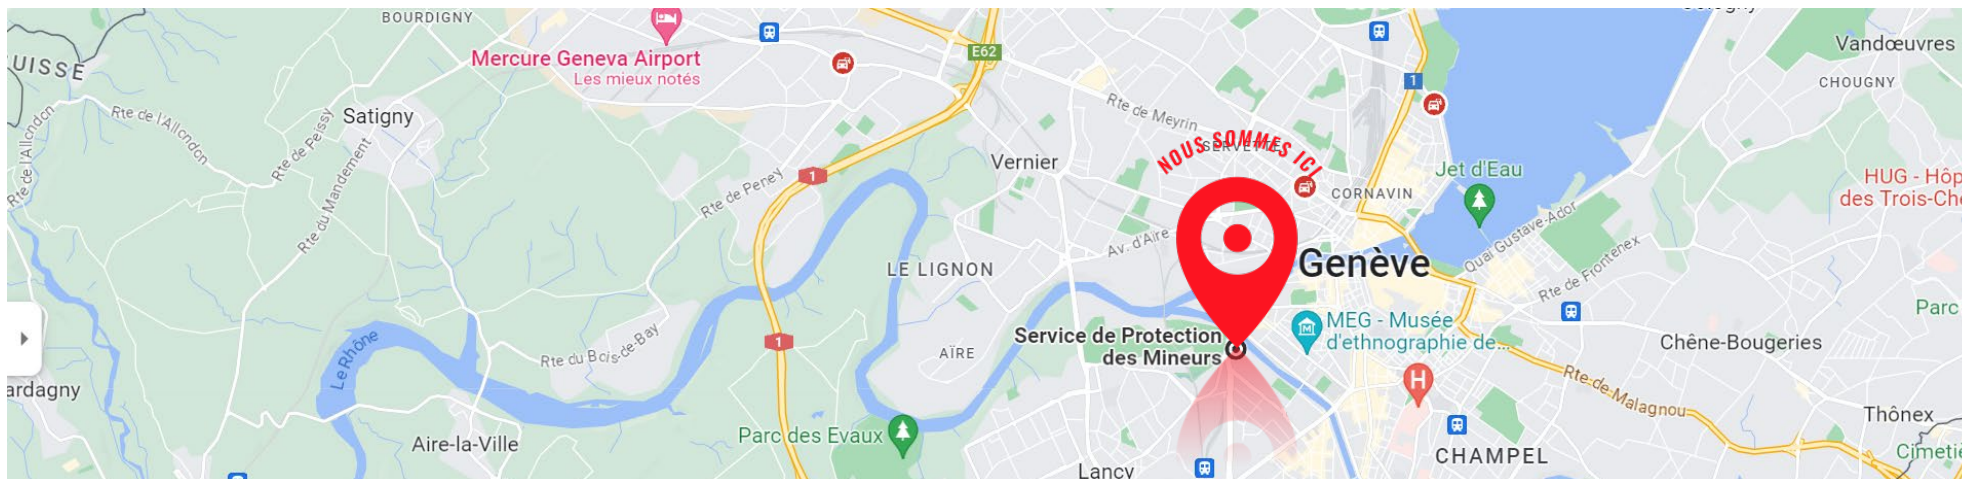 BOURDIGNY
Vandœuvres
UISSE
Mercure Geneva Airport
Les mieux notés
E62
1
CHOUGNY
Satigny
Rte de l'Allondon
Rte de Peissy
Rte de Meyrin
NOUS SOMMES ICI
SERVETTE
Rte de l'Allondon
Rte du Mandement
Rte de Peney
1
Vernier
Jet d'Eau
CORNAVIN
HUG - Hôp
des Trois-Che
Av. d'Aïre
Quai Gustave-Ador
Rte de Frontenex
LE LIGNON
Genève
Parc
Le Rhône
Rte du Bois-de-Bay
1
AÏRE
Service de Protection
des Mineurs
MEG - Musée
d'ethnographie de...
Chêne-Bougeries
ardagny
H
Rte de Malagnou
Thônex
Aire-la-Ville
Parc des Evaux
Lancy
CHAMPEL
Cimetiè